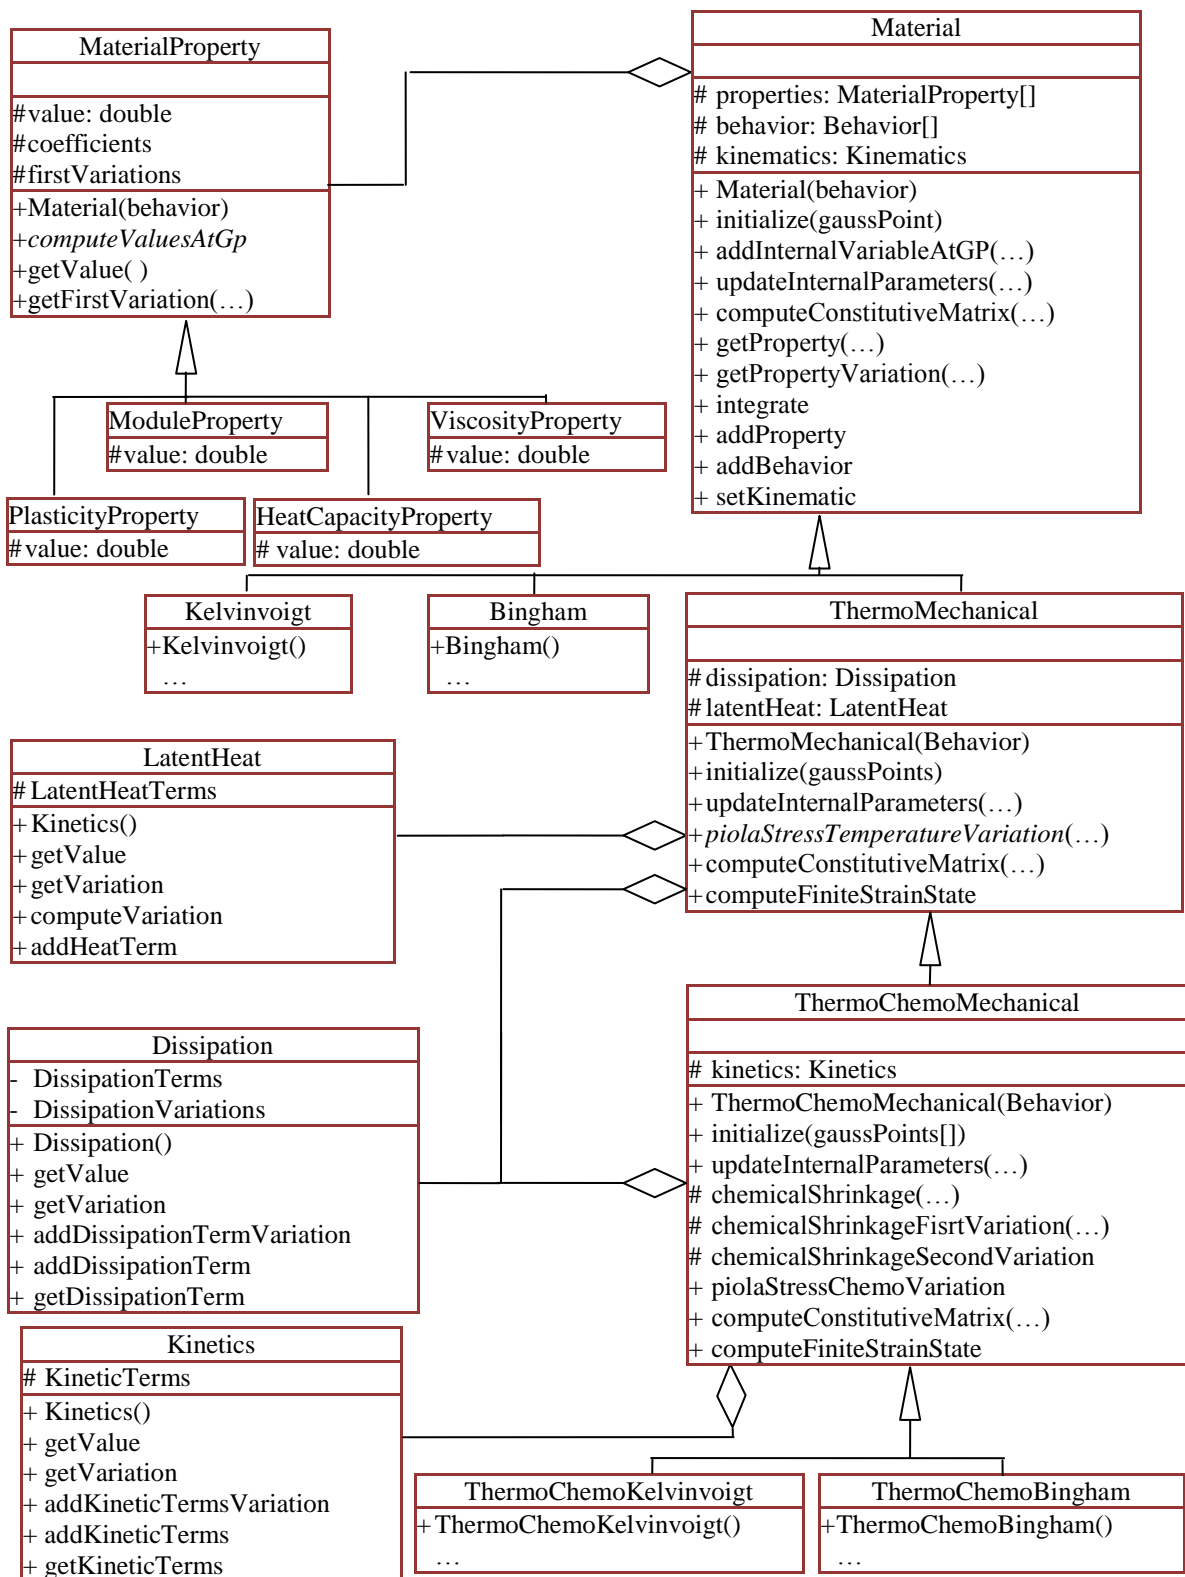 MaterialProperty
#value: double
#coefficients
#firstVariations
+Material(behavior)
+computeValuesAtGp
+getValue( )
+getFirstVariation(…)
Material
# properties: MaterialProperty[]
# behavior: Behavior[]
# kinematics: Kinematics
+ Material(behavior)
+ initialize(gaussPoint)
+ addInternalVariableAtGP(…)
+ updateInternalParameters(…)
+ computeConstitutiveMatrix(…)
+ getProperty(…)
+ getPropertyVariation(…)
+ integrate
+ addProperty
+ addBehavior
+ setKinematic
ModuleProperty
#value: double
ViscosityProperty
#value: double
PlasticityProperty
#value: double
HeatCapacityProperty
# value: double
Kelvinvoigt
+Kelvinvoigt()
…
Bingham
+Bingham()
…
ThermoMechanical
#dissipation: Dissipation
#latentHeat: LatentHeat
+ThermoMechanical(Behavior)
+initialize(gaussPoints)
+updateInternalParameters(…)
+piolaStressTemperatureVariation(…)
+computeConstitutiveMatrix(…)
+computeFiniteStrainState
LatentHeat
# LatentHeatTerms
+Kinetics()
+getValue
+getVariation
+computeVariation
+addHeatTerm
ThermoChemoMechanical
# kinetics: Kinetics
+ ThermoChemoMechanical(Behavior)
+ initialize(gaussPoints[])
+ updateInternalParameters(…)
# chemicalShrinkage(…)
# chemicalShrinkageFisrtVariation(…)
# chemicalShrinkageSecondVariation
+ piolaStressChemoVariation
+ computeConstitutiveMatrix(…)
+ computeFiniteStrainState
Dissipation
- DissipationTerms
- DissipationVariations
+ Dissipation()
+ getValue
+ getVariation
+ addDissipationTermVariation
+ addDissipationTerm
+ getDissipationTerm
Kinetics
# KineticTerms
+ Kinetics()
+ getValue
+ getVariation
+ addKineticTermsVariation
+ addKineticTerms
+ getKineticTerms
ThermoChemoKelvinvoigt
+ThermoChemoKelvinvoigt()
…
ThermoChemoBingham
+ThermoChemoBingham()
…